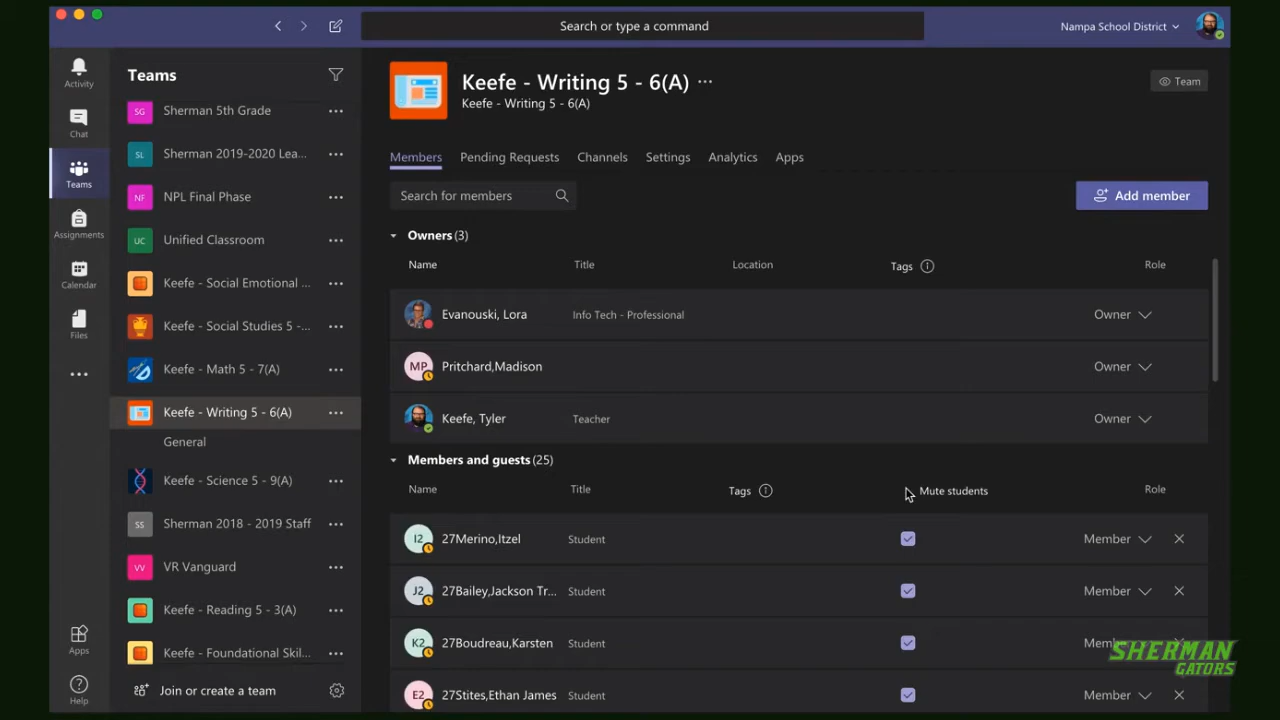 Search or type a command
Nampa School District
Activity
Chat
Teams
Assignments
Calendar
Files
Apps
Help
Teams
SG Sherman 5th Grade
SL Sherman 2019-2020 Lea...
NF NPL Final Phase
UC Unified Classroom
Keefe - Social Emotional ...
Keefe - Social Studies 5 -...
Keefe - Math 5 - 7(A)
Keefe - Writing 5 - 6(A)
General
Keefe - Science 5 - 9(A)
SS Sherman 2018 - 2019 Staff
VV VR Vanguard
Keefe - Reading 5 - 3(A)
Keefe - Foundational Skil...
Join or create a team
Keefe - Writing 5 - 6(A) ...
Keefe - Writing 5 - 6(A)
Team
Members Pending Requests Channels Settings Analytics Apps
Search for members
Add member
Owners (3)
Name Title Location Tags Role
Evanouski, Lora Info Tech - Professional Owner
MP Pritchard,Madison Owner
Keefe, Tyler Teacher Owner
Members and guests (25)
Name Title Tags Mute students Role
I2 27Merino,Itzel Student Member
J2 27Bailey,Jackson Tr... Student Member
K2 27Boudreau,Karsten Student Member
E2 27Stites,Ethan James Student Member
SHERMAN
GATORS